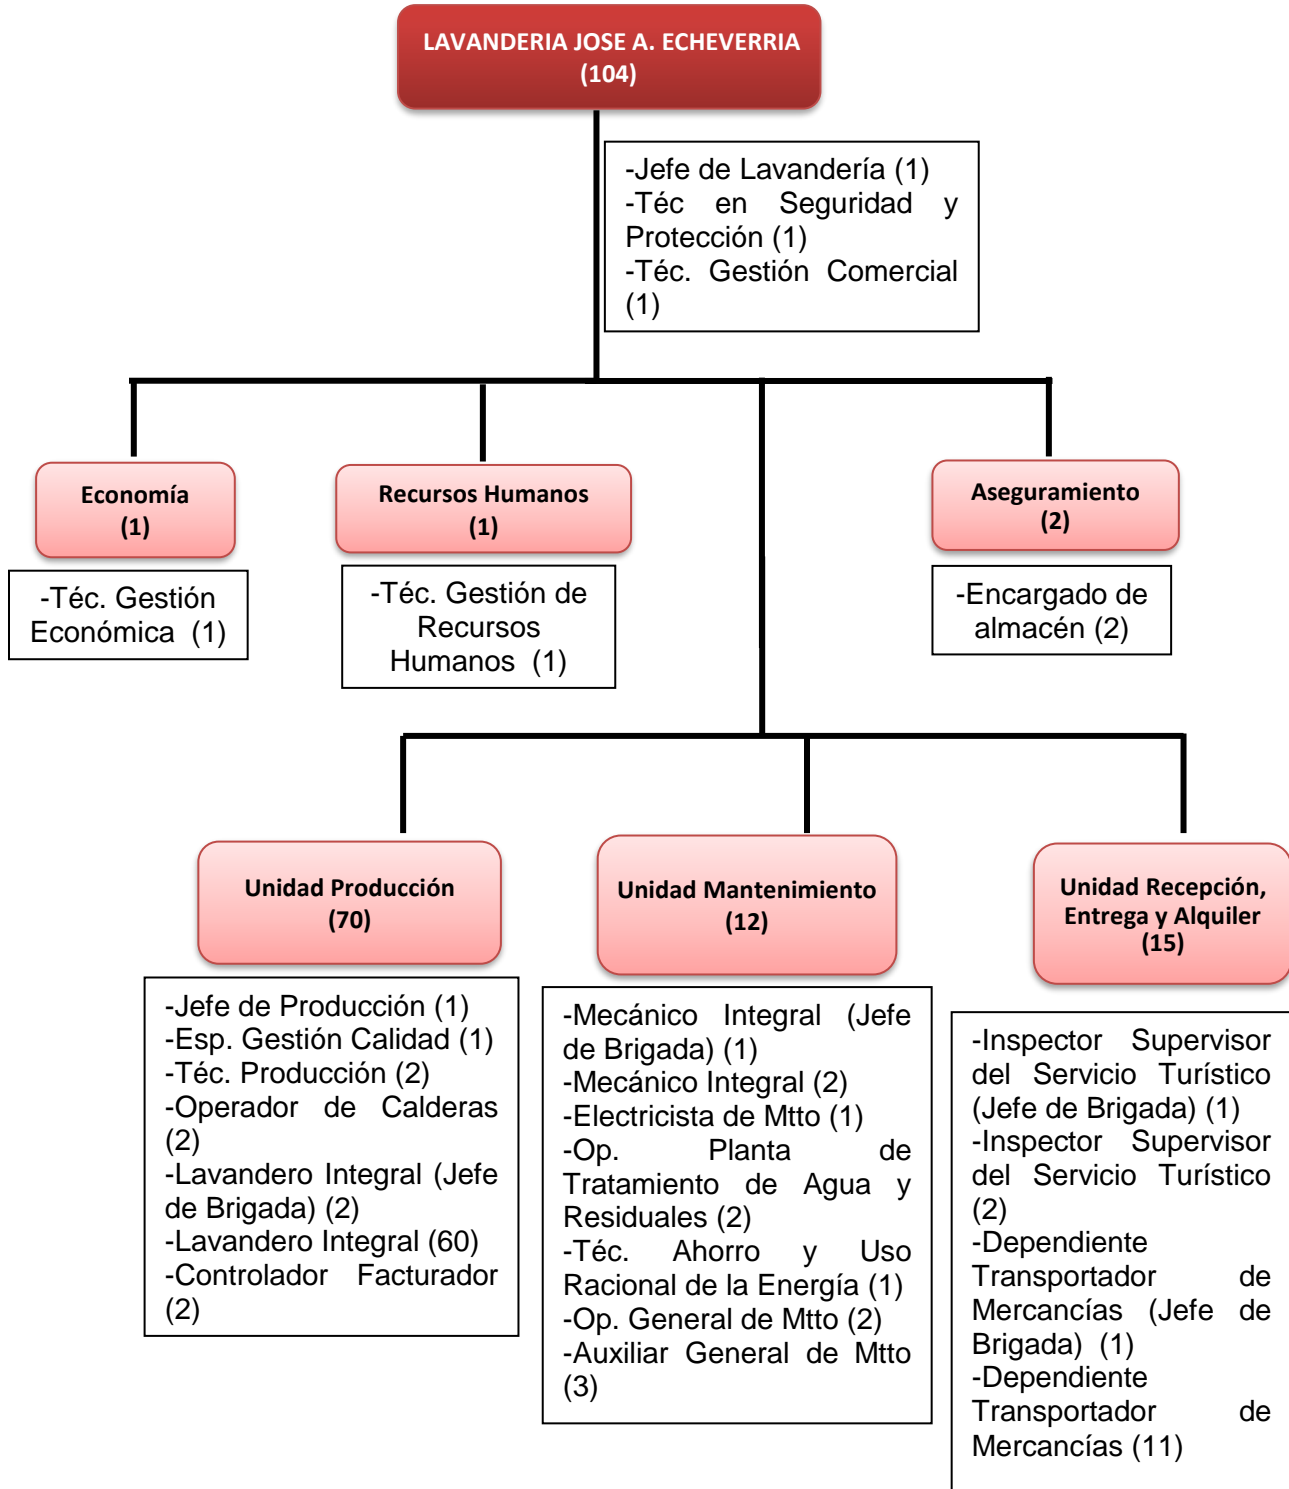 LAVANDERIA JOSE A. ECHEVERRIA
(104)
-Jefe de Lavandería (1)
-Téc en Seguridad y
Protección (1)
-Téc. Gestión Comercial
(1)
Economía
(1)
-Téc. Gestión
Económica (1)
Recursos Humanos
(1)
-Téc. Gestión de
Recursos
Humanos (1)
Aseguramiento
(2)
-Encargado de
almacén (2)
Unidad Producción
(70)
-Jefe de Producción (1)
-Esp. Gestión Calidad (1)
-Téc. Producción (2)
-Operador de Calderas
(2)
-Lavandero Integral (Jefe
de Brigada) (2)
-Lavandero Integral (60)
-Controlador Facturador
(2)
Unidad Mantenimiento
(12)
-Mecánico Integral (Jefe
de Brigada) (1)
-Mecánico Integral (2)
-Electricista de Mtto (1)
-Op. Planta de
Tratamiento de Agua y
Residuales (2)
-Téc. Ahorro y Uso
Racional de la Energía (1)
-Op. General de Mtto (2)
-Auxiliar General de Mtto
(3)
Unidad Recepción,
Entrega y Alquiler
(15)
-Inspector Supervisor
del Servicio Turístico
(Jefe de Brigada) (1)
-Inspector Supervisor
del Servicio Turístico
(2)
-Dependiente
Transportador de
Mercancías (Jefe de
Brigada) (1)
-Dependiente
Transportador de
Mercancías (11)